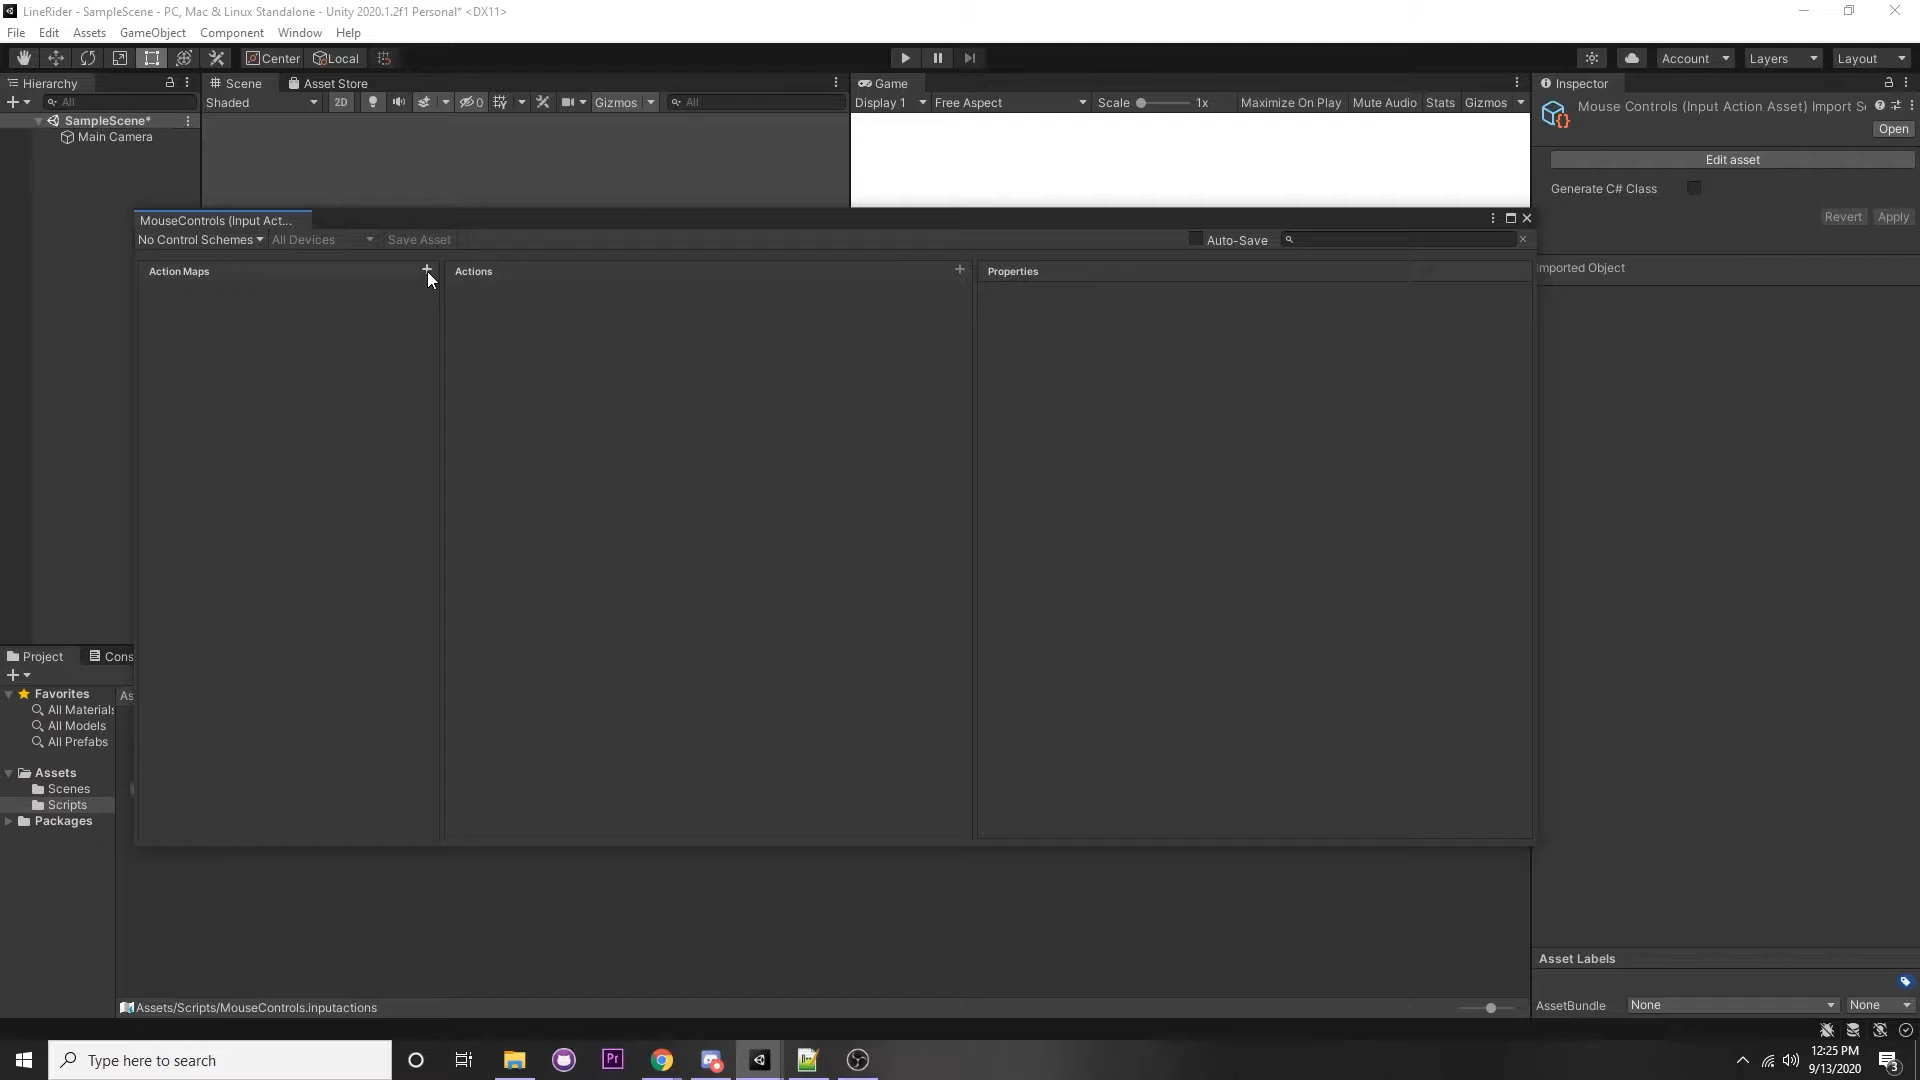 LineRider - SampleScene - PC, Mac & Linux Standalone - Unity 2020.1.2f1 Personal* <DX11>
File Edit Assets GameObject Component Window Help
Center Local Account Layers Layout
Hierarchy Scene Asset Store Game Inspector
All Shaded 2D 0 Gizmos All Display 1 Free Aspect Scale 1x Maximize On Play Mute Audio Stats Gizmos
Mouse Controls (Input Action Asset) Import S
SampleScene*
Open
Main Camera
Edit asset
Generate C# Class
Revert Apply
MouseControls (Input Act...
No Control Schemes All Devices Save Asset Auto-Save
Action Maps Actions Properties
Imported Object
Project Cons
Favorites As
All Materials
All Models
All Prefabs
Assets
Scenes
Scripts
Packages
Asset Labels
Assets/Scripts/MouseControls.inputactions
AssetBundle None None
Type here to search
Pr
12:25 PM
9/13/2020
3